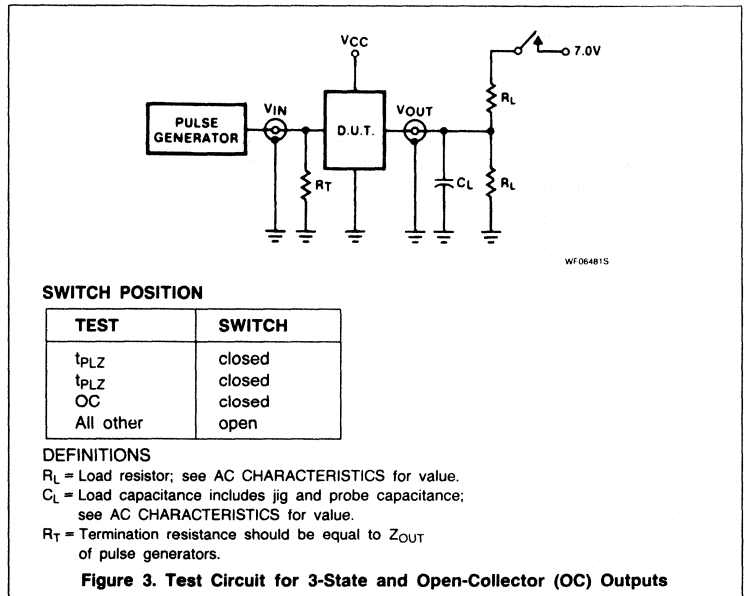 VCC
7.0V
RL
PULSE
GENERATOR
VIN
D.U.T.
VOUT
RT
CL
RL
WF06481S
SWITCH POSITION
TEST SWITCH
tPLZ closed
tPLZ closed
OC closed
All other open
DEFINITIONS
RL = Load resistor; see AC CHARACTERISTICS for value.
CL = Load capacitance includes jig and probe capacitance;
see AC CHARACTERISTICS for value.
RT = Termination resistance should be equal to ZOUT
of pulse generators.
Figure 3. Test Circuit for 3-State and Open-Collector (OC) Outputs